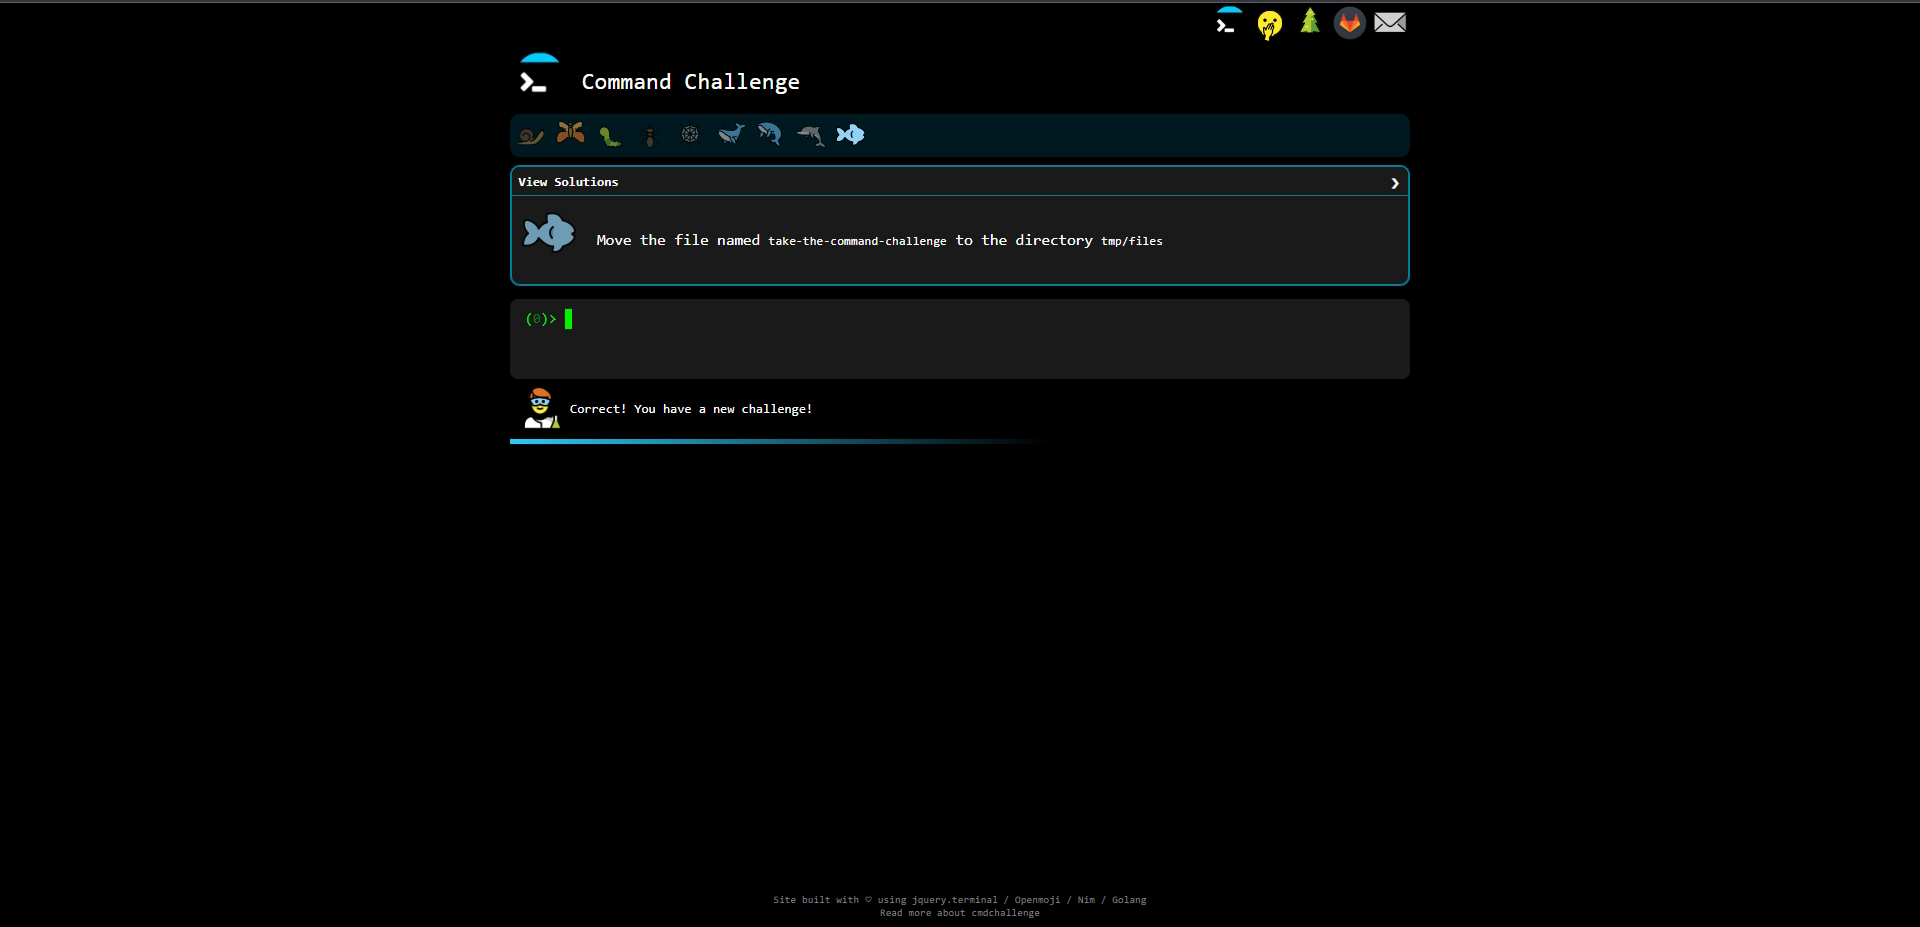 Command Challenge
View Solutions ❯
Move the file named take-the-command-challenge to the directory tmp/files
(0)>
Correct! You have a new challenge!
Site built with ♡ using jquery.terminal / Openmoji / Nim / Golang
Read more about cmdchallenge